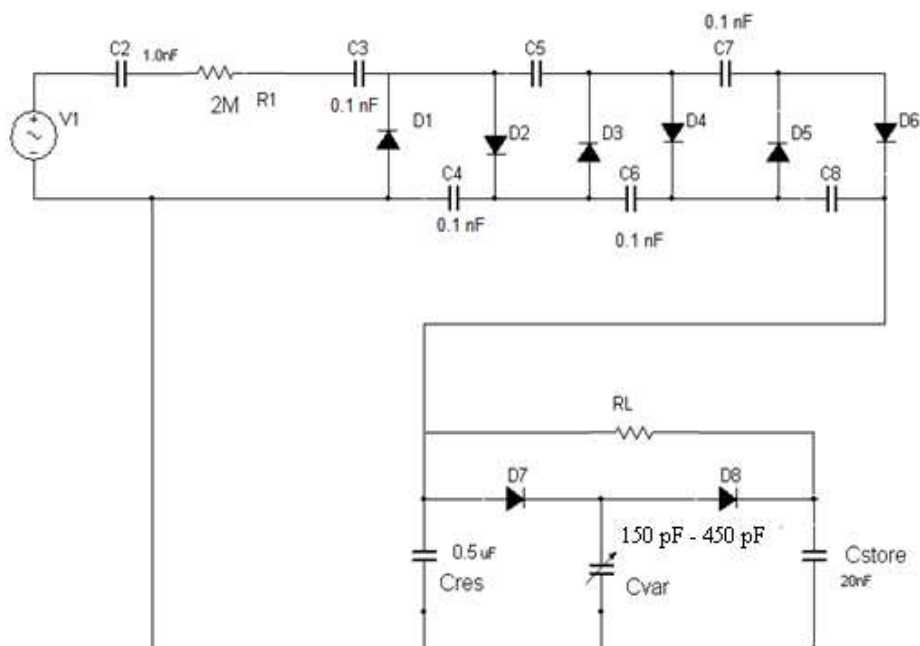 0.1 nF
C2
1.0nF
C3
C5
C7
V1
2M
R1
0.1 nF
D1
D2
D3
D4
D5
D6
C4
C6
C8
0.1 nF
0.1 nF
RL
D7
D8
150 pF - 450 pF
0.5 uF
Cres
Cvar
Cstore
20nF